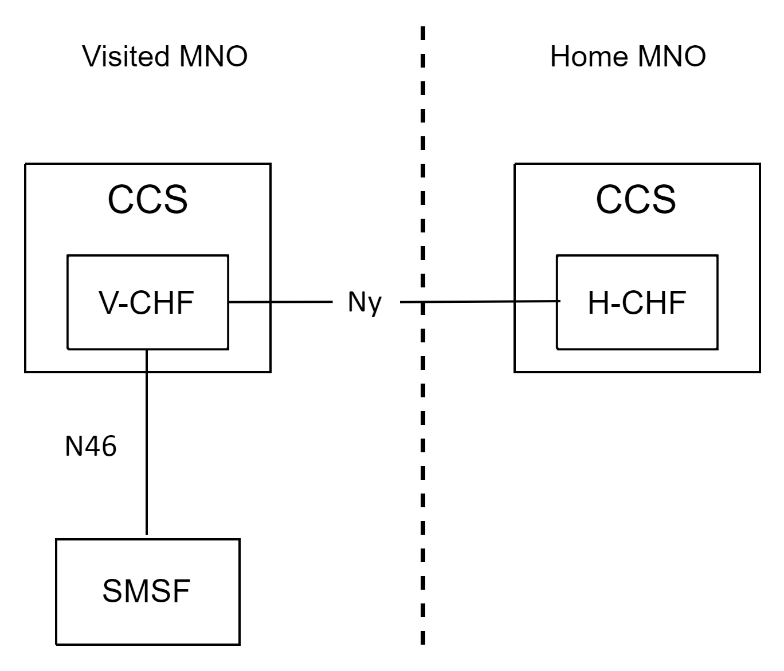 Visited MNO
Home MNO
CCS
CCS
V-CHF
Ny
H-CHF
N46
SMSF